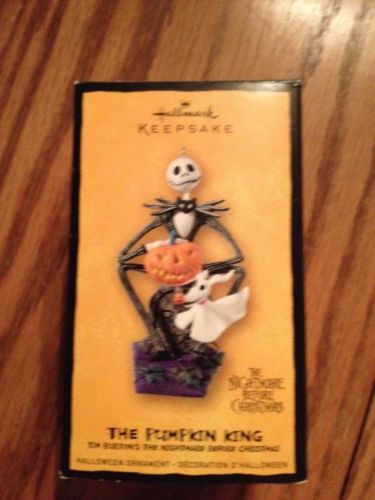 Hallmark
KEEPSAKE
THE
NIGHTMARE
BEFORE
CHRISTMAS
THE PUMPKIN KING
TIM BURTON'S THE NIGHTMARE BEFORE CHRISTMAS
HALLOWEEN ORNAMENT - DÉCORATION D'HALLOWEEN